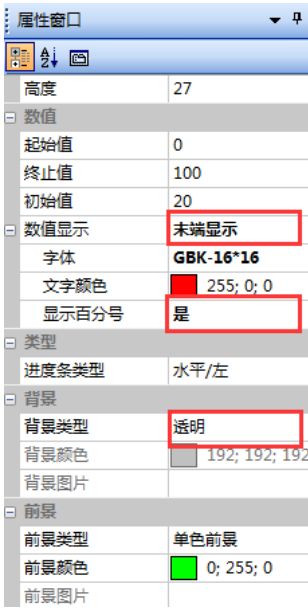 属性窗口
高度 27
数值
起始值 0
终止值 100
初始值 20
数值显示 末端显示
字体 GBK-16*16
文字颜色 255; 0; 0
显示百分号 是
类型
进度条类型 水平/左
背景
背景类型 透明
背景颜色 192; 192; 192
背景图片
前景
前景类型 单色前景
前景颜色 0; 255; 0
前景图片